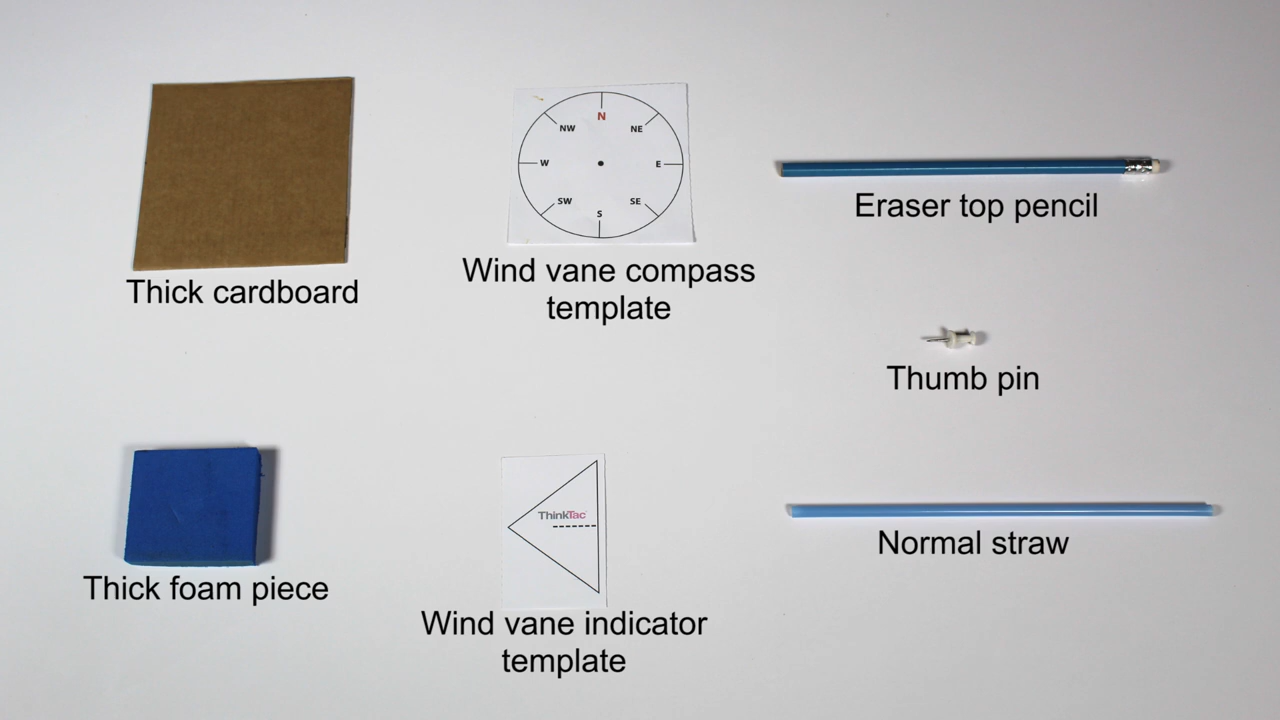 Thick cardboard
N
NW
NE
W
E
SW
SE
S
Wind vane compass
template
Eraser top pencil
Thumb pin
Thick foam piece
ThinkTac
Wind vane indicator
template
Normal straw